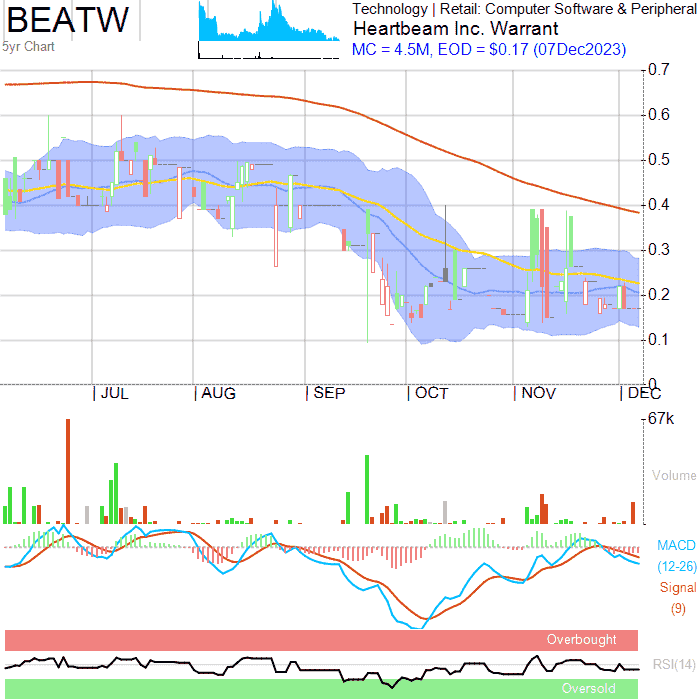 BEATW
5yr Chart
Technology | Retail: Computer Software & Peripheral
Heartbeam Inc. Warrant
MC = 4.5M, EOD = $0.17 (07Dec2023)
0.7
0.6
0.5
0.4
0.3
0.2
0.1
0
JUL
AUG
SEP
OCT
NOV
DEC
67k
Volume
MACD
(12-26)
Signal
(9)
Overbought
RSI(14)
Oversold